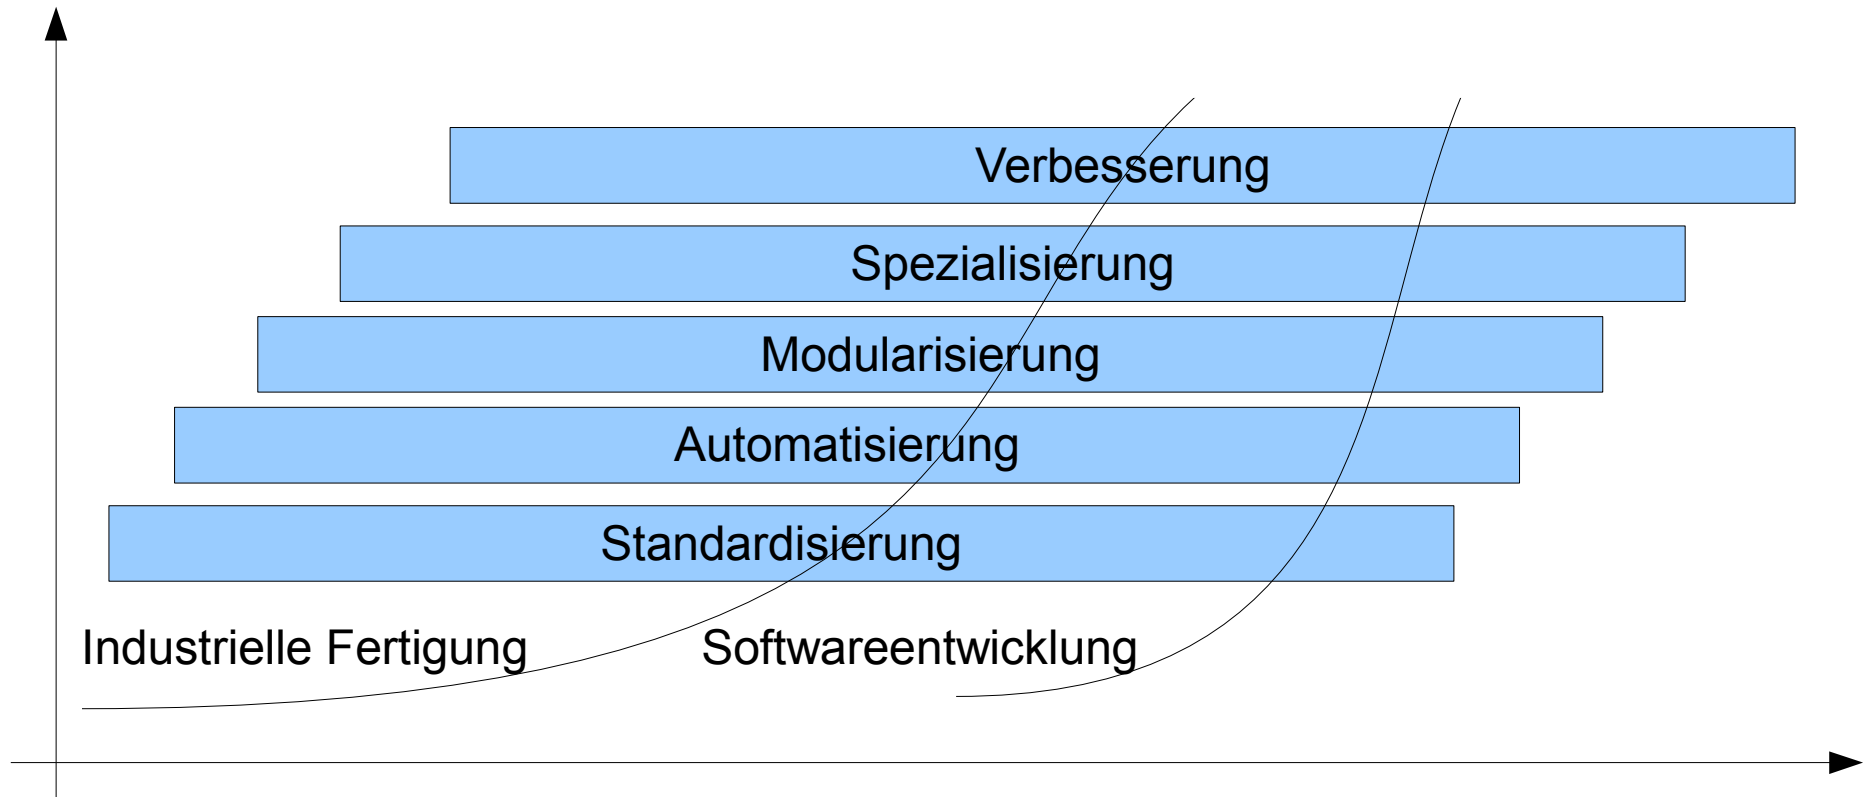 Verbesserung
Spezialisierung
Modularisierung
Automatisierung
Standardisierung
Industrielle Fertigung
Softwareentwicklung